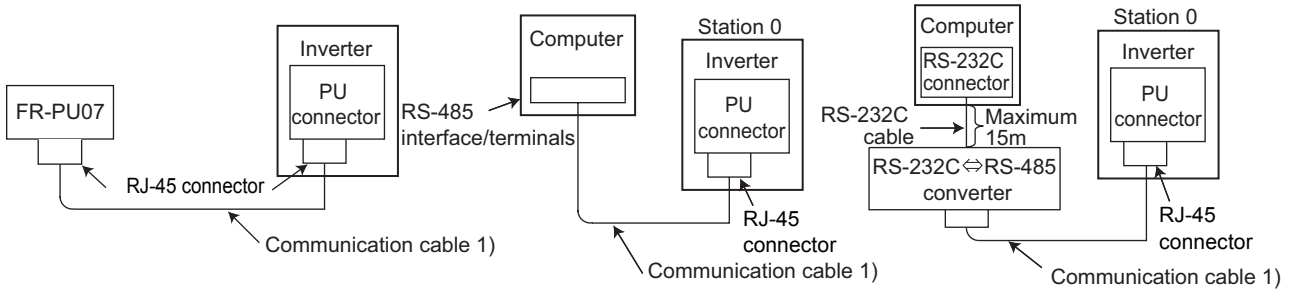 Inverter
PU
connector
FR-PU07
RJ-45 connector
Communication cable 1)
Computer
RS-485
interface/terminals
Station 0
Inverter
PU
connector
RJ-45
connector
Communication cable 1)
Computer
RS-232C
connector
RS-232C
cable
Maximum
15m
RS-232C⇔RS-485
converter
Station 0
Inverter
PU
connector
RJ-45
connector
Communication cable 1)